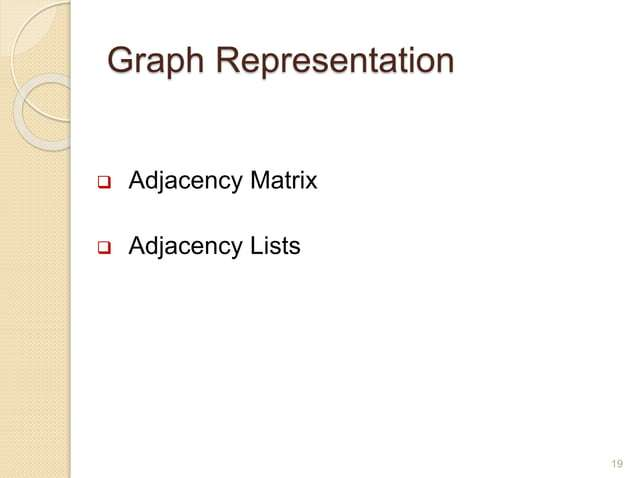 Graph Representation
Adjacency Matrix
Adjacency Lists
19